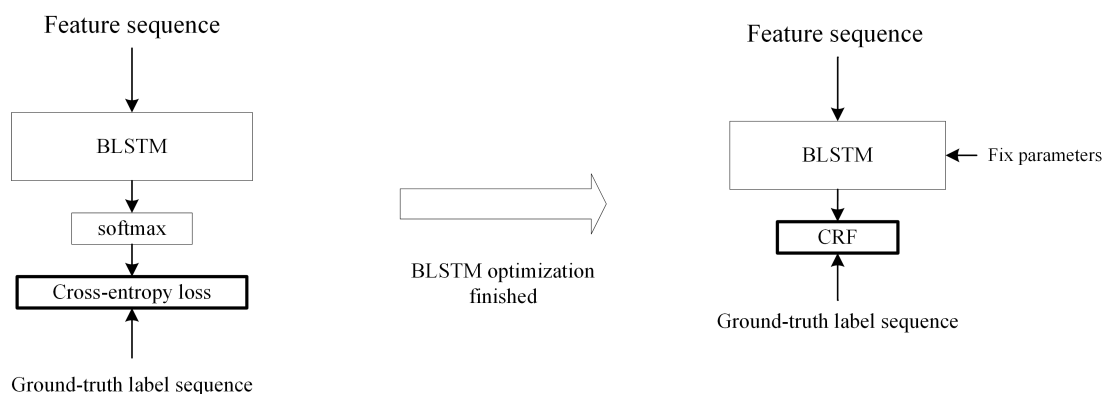 Feature sequence
BLSTM
softmax
Cross-entropy loss
Ground-truth label sequence
BLSTM optimization
finished
Feature sequence
BLSTM
Fix parameters
CRF
Ground-truth label sequence